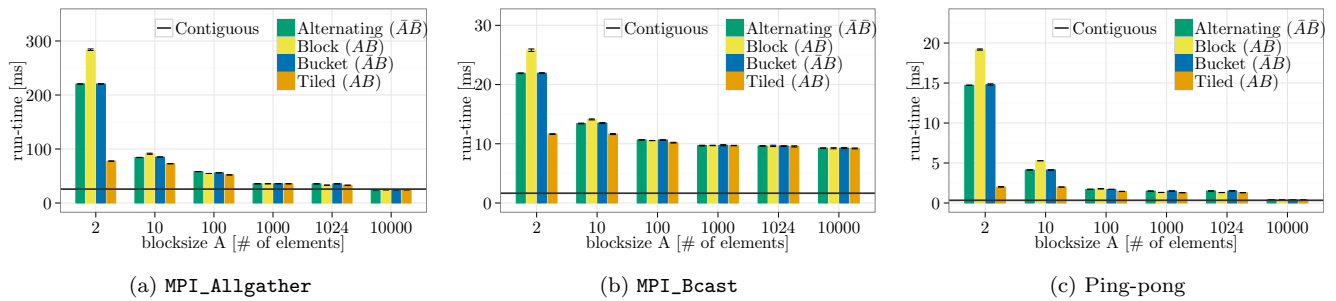 Contiguous
Alternating (ĀB̄)
Block (AB̄)
Bucket (ĀB)
Tiled (AB)
run-time [ms]
300
200
100
0
2 10 100 1000 1024 10000
blocksize A [# of elements]
(a) MPI_Allgather
Contiguous
Alternating (ĀB̄)
Block (AB̄)
Bucket (ĀB)
Tiled (AB)
run-time [ms]
30
20
10
0
2 10 100 1000 1024 10000
blocksize A [# of elements]
(b) MPI_Bcast
Contiguous
Alternating (ĀB̄)
Block (AB̄)
Bucket (ĀB)
Tiled (AB)
run-time [ms]
20
15
10
5
0
2 10 100 1000 1024 10000
blocksize A [# of elements]
(c) Ping-pong